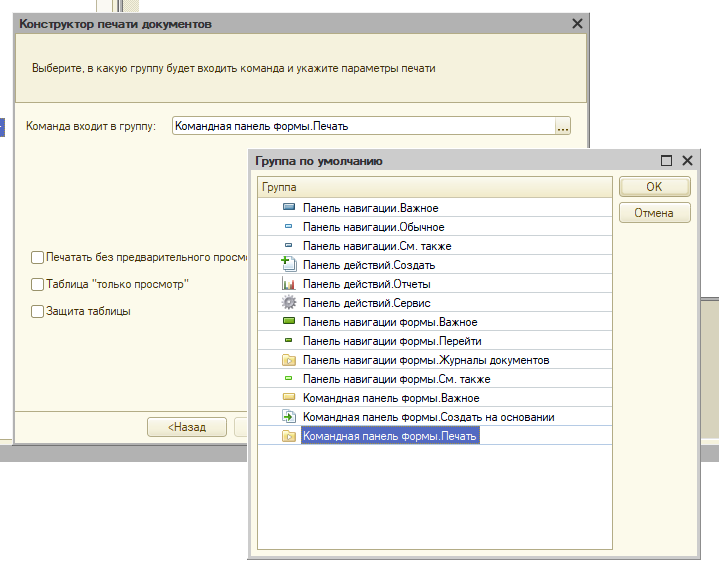 Конструктор печати документов
Выберите, в какую группу будет входить команда и укажите параметры печати
Команда входит в группу: Командная панель формы.Печать ...
Группа по умолчанию
Группа
OK
Панель навигации.Важное
Отмена
Панель навигации.Обычное
Панель навигации.См. также
Панель действий.Создать
Печатать без предварительного
Панель действий.Отчеты
Таблица "только просмотр"
Панель действий.Сервис
Защита таблицы
Панель навигации формы.Важное
Панель навигации формы.Перейти
Панель навигации формы.Журналы документов
Панель навигации формы.См. также
Командная панель формы.Важное
Командная панель формы.Создать на основании
<Назад
Командная панель формы.Печать